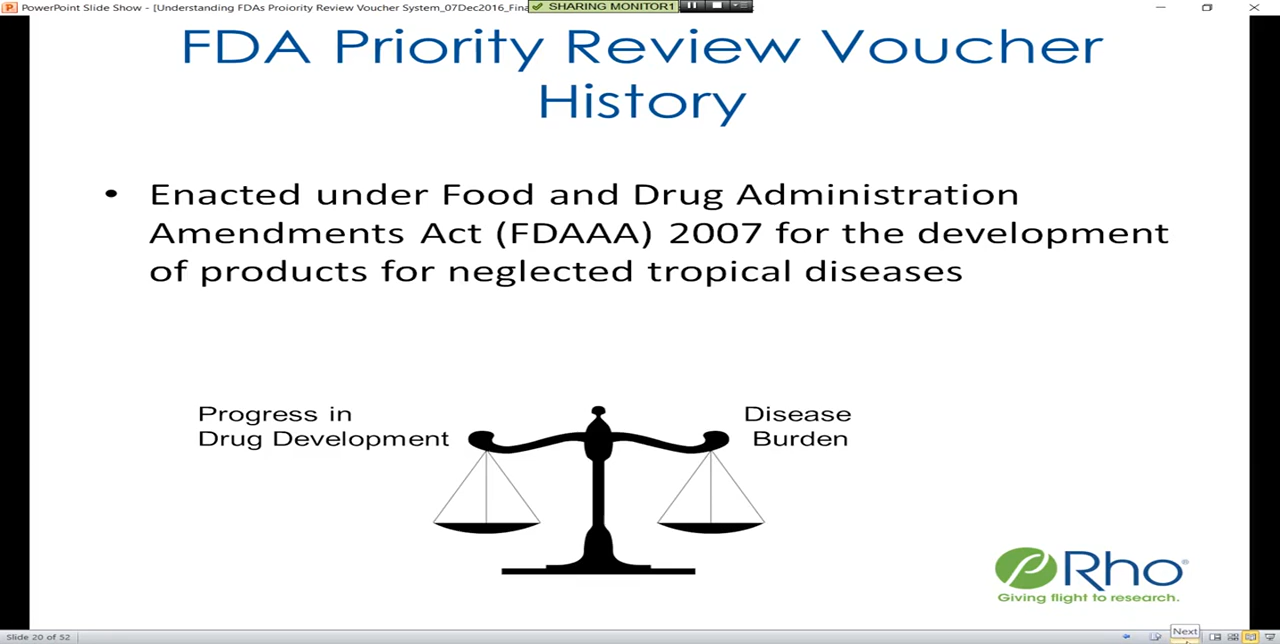 PowerPoint Slide Show - [Understanding FDAs Proiority Review Voucher System_07Dec2016_Fina
SHARING MONITOR1
FDA Priority Review Voucher
History
• Enacted under Food and Drug Administration
Amendments Act (FDAAA) 2007 for the development
of products for neglected tropical diseases
Progress in
Drug Development
Disease
Burden
Rho®
Giving flight to research.
Slide 20 of 52
Next